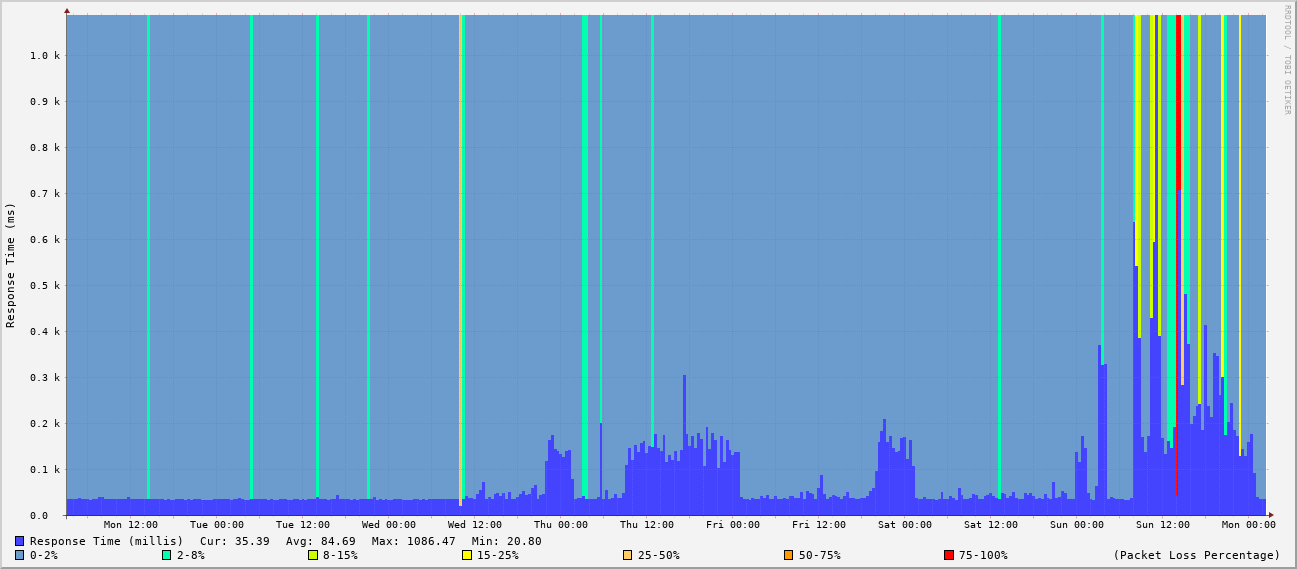 RRDTOOL / TOBI OETIKER
Response Time (ms)
1.0 k
0.9 k
0.8 k
0.7 k
0.6 k
0.5 k
0.4 k
0.3 k
0.2 k
0.1 k
0.0
Mon 12:00 Tue 00:00 Tue 12:00 Wed 00:00 Wed 12:00 Thu 00:00 Thu 12:00 Fri 00:00 Fri 12:00 Sat 00:00 Sat 12:00 Sun 00:00 Sun 12:00 Mon 00:00
Response Time (millis) Cur: 35.39 Avg: 84.69 Max: 1086.47 Min: 20.80
0-2% 2-8% 8-15% 15-25% 25-50% 50-75% 75-100% (Packet Loss Percentage)